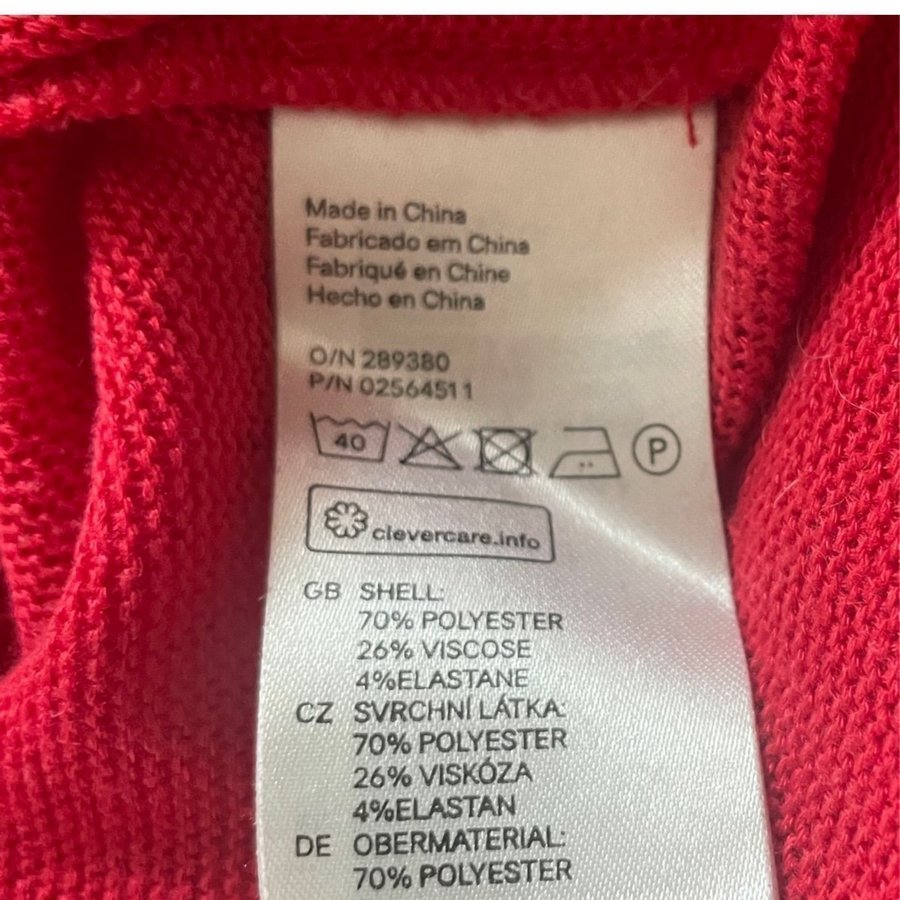 Made in China
Fabricado em China
Fabriqué en Chine
Hecho en China
O/N 289380
P/N 02564511
40 P
clevercare.info
GB SHELL:
70% POLYESTER
26% VISCOSE
4%ELASTANE
CZ SVRCHNÍ LÁTKA:
70% POLYESTER
26% VISKÓZA
4%ELASTAN
DE OBERMATERIAL:
70% POLYESTER